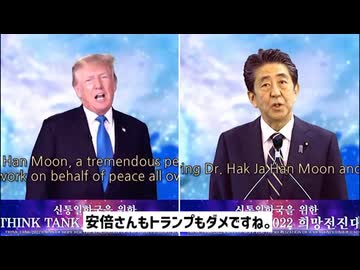 Han Moon, a tremendous pe
work on behalf of peace all ov
신통일한국을 위한
THINK TANK
ing Dr. Hak Ja Han Moon and
신통일한국을 위한
2022 희망전진대
安倍さんもトランプもダメですね。